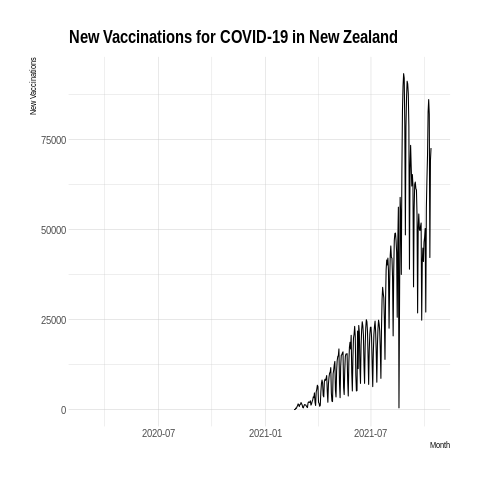 New Vaccinations for COVID-19 in New Zealand
New Vaccinations
75000
50000
25000
0
2020-07
2021-01
2021-07
Month